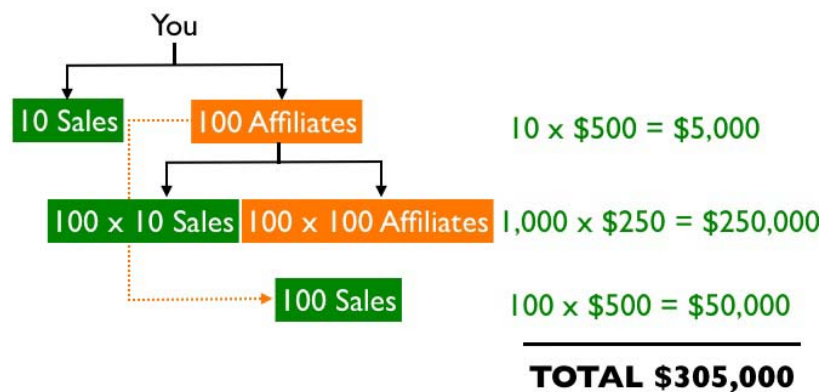 You
10 Sales 100 Affiliates 10 x $500 = $5,000
100 x 10 Sales 100 x 100 Affiliates 1,000 x $250 = $250,000
100 Sales 100 x $500 = $50,000
TOTAL $305,000